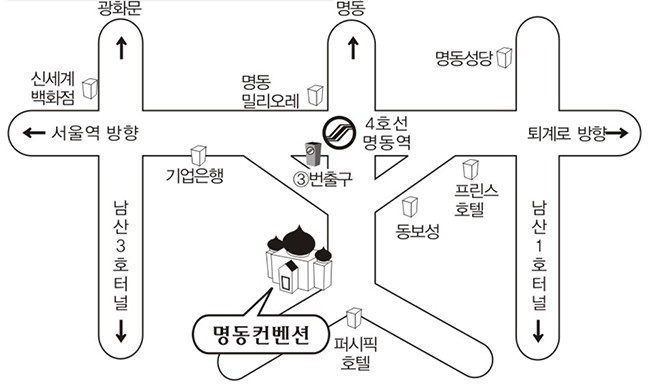 광화문
명동
신세계
백화점
명동
밀리오레
명동성당
서울역 방향
4호선
명동역
퇴계로 방향
기업은행
③번출구
프린스
호텔
동보성
남산3호터널
남산1호터널
명동컨벤션
퍼시픽
호텔